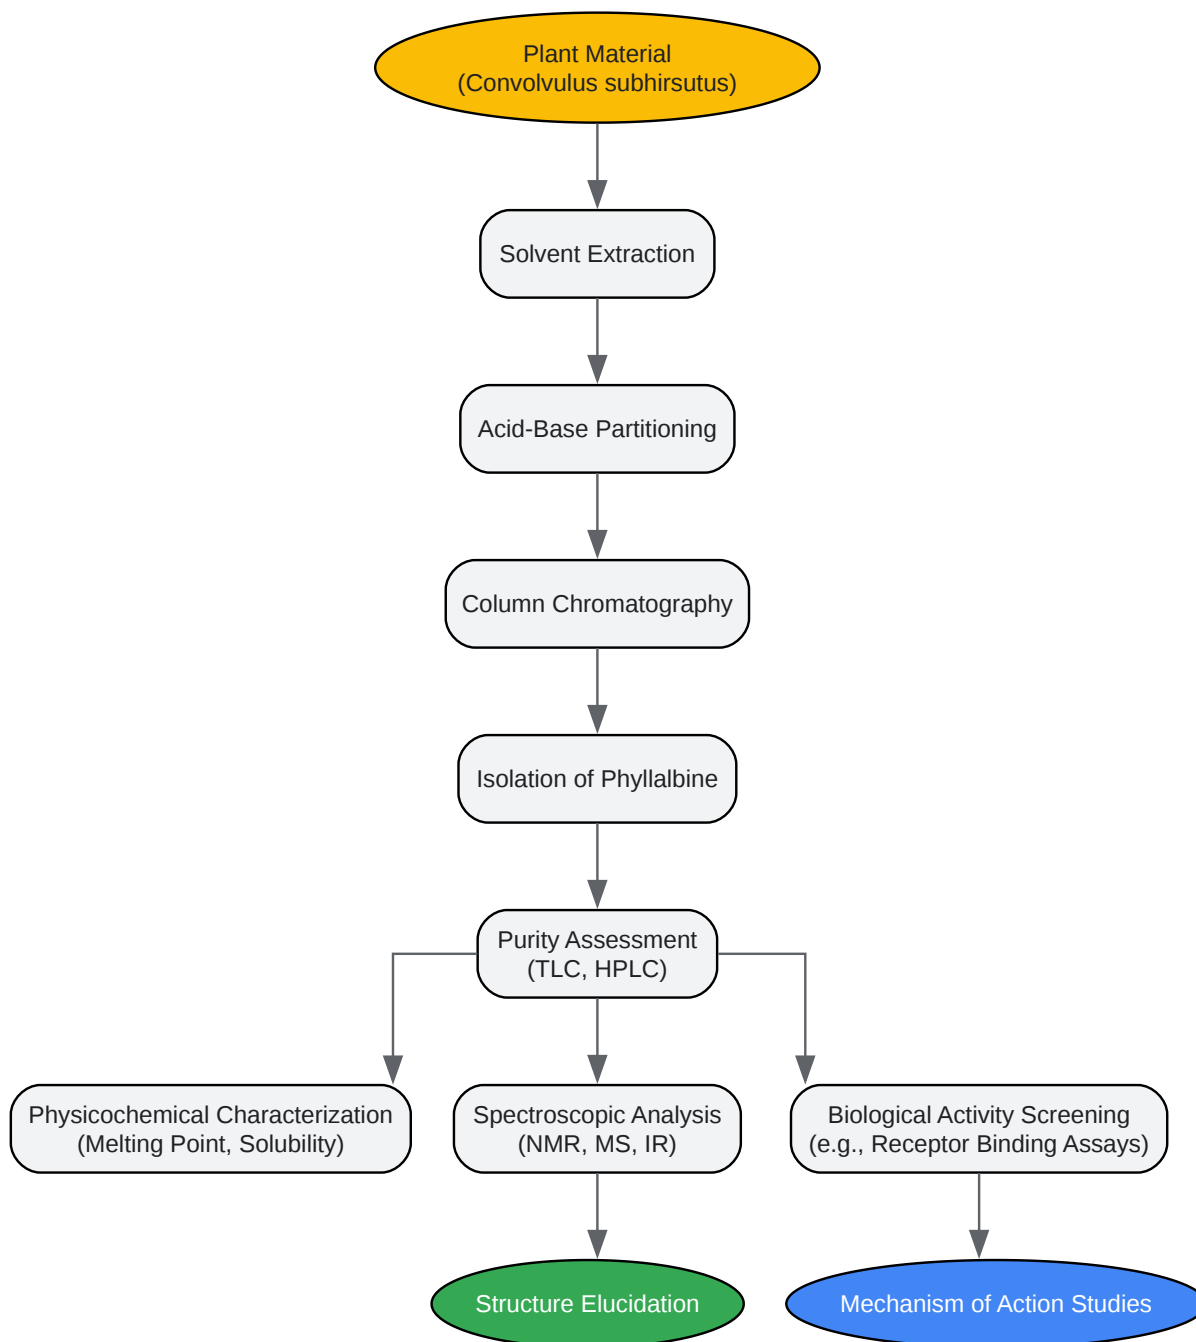 Plant Material
(Convolvulus subhirsutus)
Solvent Extraction
Acid-Base Partitioning
Column Chromatography
Isolation of Phyllalbine
Purity Assessment
(TLC, HPLC)
Physicochemical Characterization
(Melting Point, Solubility)
Spectroscopic Analysis
(NMR, MS, IR)
Biological Activity Screening
(e.g., Receptor Binding Assays)
Structure Elucidation
Mechanism of Action Studies